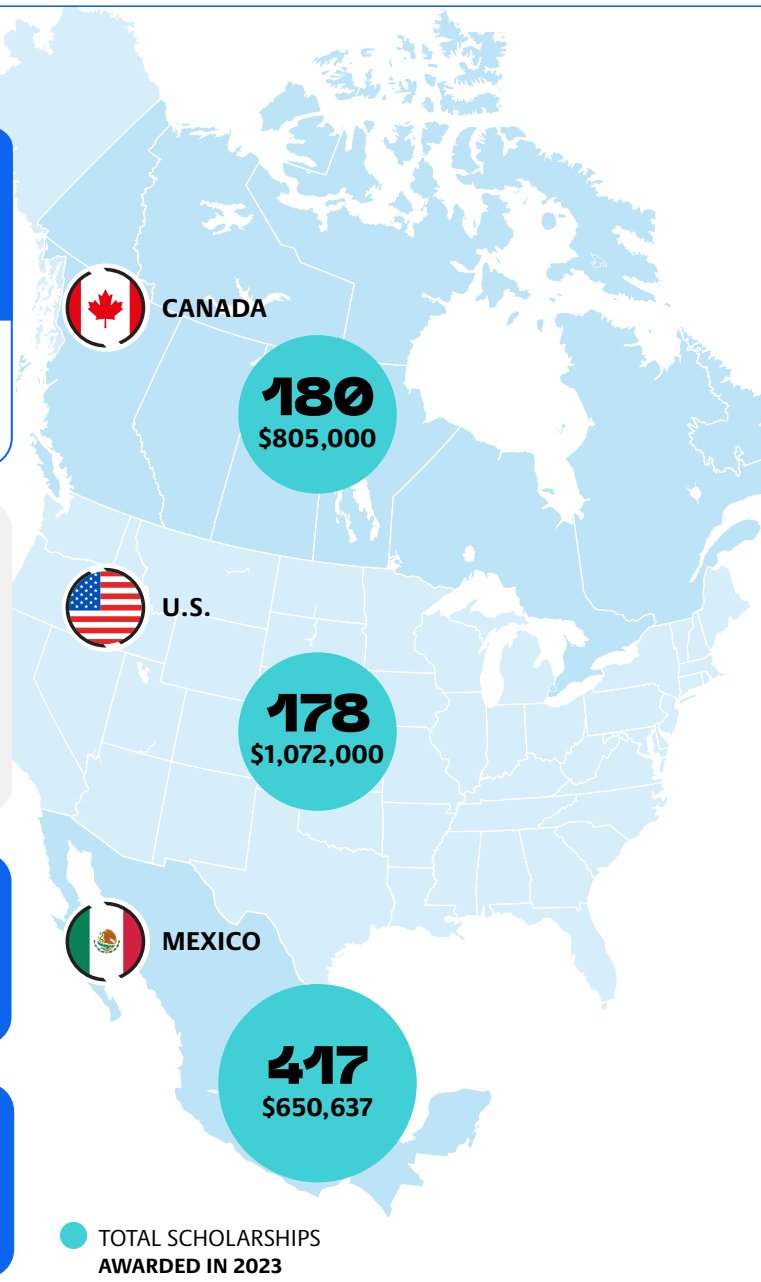 CANADA
180
$805,000
U.S.
178
$1,072,000
MEXICO
417
$650,637
TOTAL SCHOLARSHIPS
AWARDED IN 2023